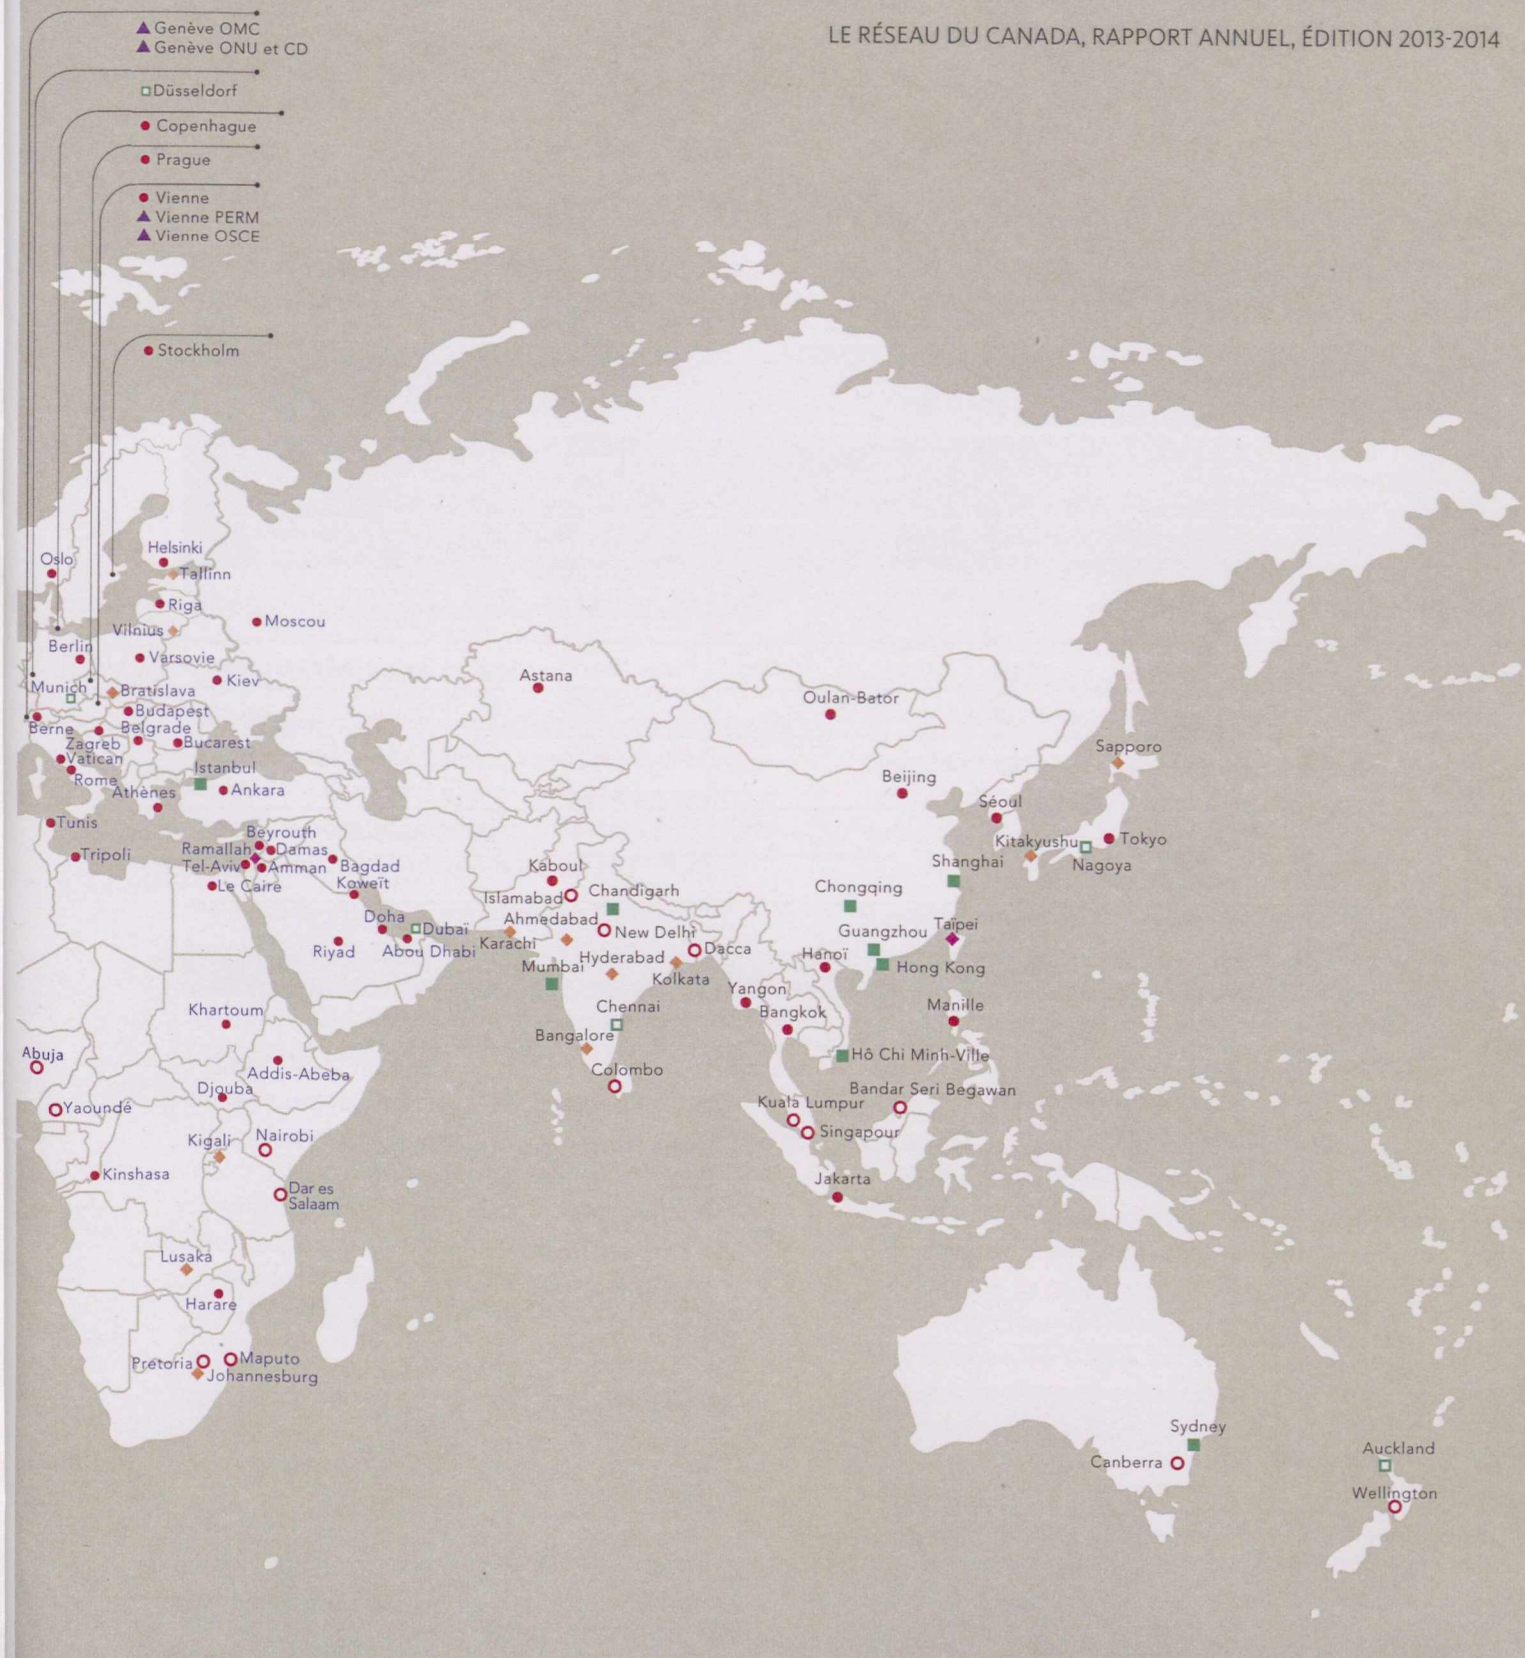 LE RÉSEAU DU CANADA, RAPPORT ANNUEL, ÉDITION 2013-2014
Genève OMC
Genève ONU et CD
Düsseldorf
Copenhague
Prague
Vienne
Vienne PERM
Vienne OSCE
Stockholm
Oslo
Helsinki
Tallinn
Riga
Vilnius
Moscou
Berlin
Varsovie
Kiev
Munich
Bratislava
Budapest
Berne
Belgrade
Zagreb
Bucarest
Vatican
Rome
Istanbul
Athènes
Ankara
Tunis
Tripoli
Beyrouth
Ramallah
Damas
Tel-Aviv
Amman
Bagdad
Le Caire
Koweït
Doha
Dubaï
Riyad
Abou Dhabi
Astana
Oulan-Bator
Beijing
Sapporo
Séoul
Kitakyushu
Tokyo
Nagoya
Shanghai
Kaboul
Islamabad
Chandigarh
Chongqing
Ahmedabad
New Delhi
Karachi
Guangzhou
Taïpei
Dacca
Hanoï
Hong Kong
Hyderabad
Mumbai
Kolkata
Yangon
Manille
Chennai
Bangkok
Bangalore
Hô Chi Minh-Ville
Colombo
Bandar Seri Begawan
Kuala Lumpur
Singapour
Jakarta
Khartoum
Abuja
Addis-Abeba
Djouba
Yaoundé
Kigali
Nairobi
Kinshasa
Dar es
Salaam
Lusaka
Harare
Pretoria
Maputo
Johannesburg
Sydney
Canberra
Auckland
Wellington